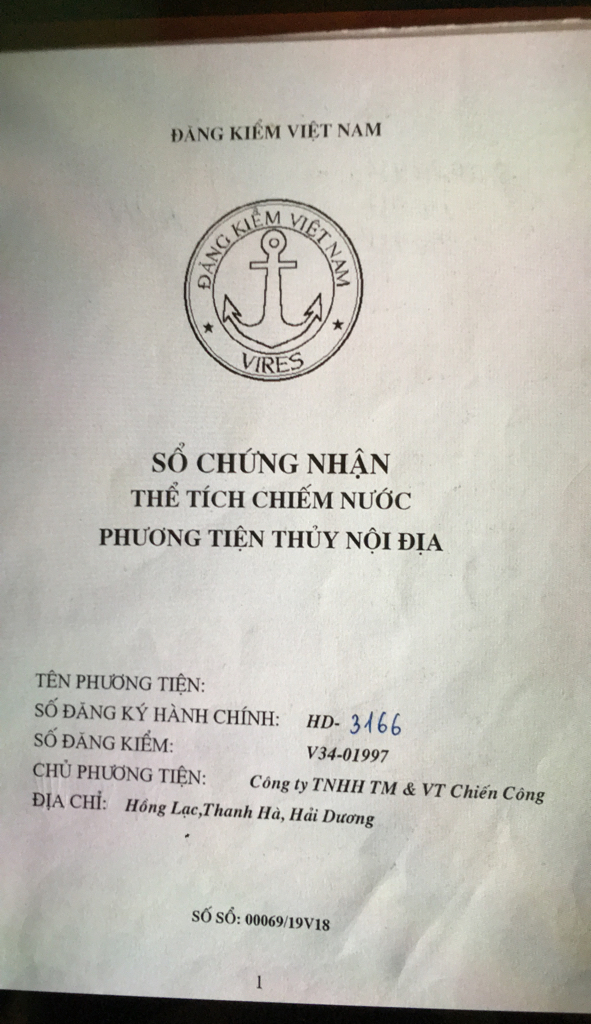 ĐĂNG KIỂM VIỆT NAM
ĐĂNG KIỂM VIỆT NAM
VIRES
SỔ CHỨNG NHẬN
THỂ TÍCH CHIẾM NƯỚC
PHƯƠNG TIỆN THỦY NỘI ĐỊA
TÊN PHƯƠNG TIỆN:
SỐ ĐĂNG KÝ HÀNH CHÍNH: HD- 3166
SỐ ĐĂNG KIỂM: V34-01997
CHỦ PHƯƠNG TIỆN: Công ty TNHH TM & VT Chiến Công
ĐỊA CHỈ: Hồng Lạc,Thanh Hà, Hải Dương
SỐ SỔ: 00069/19V18
1